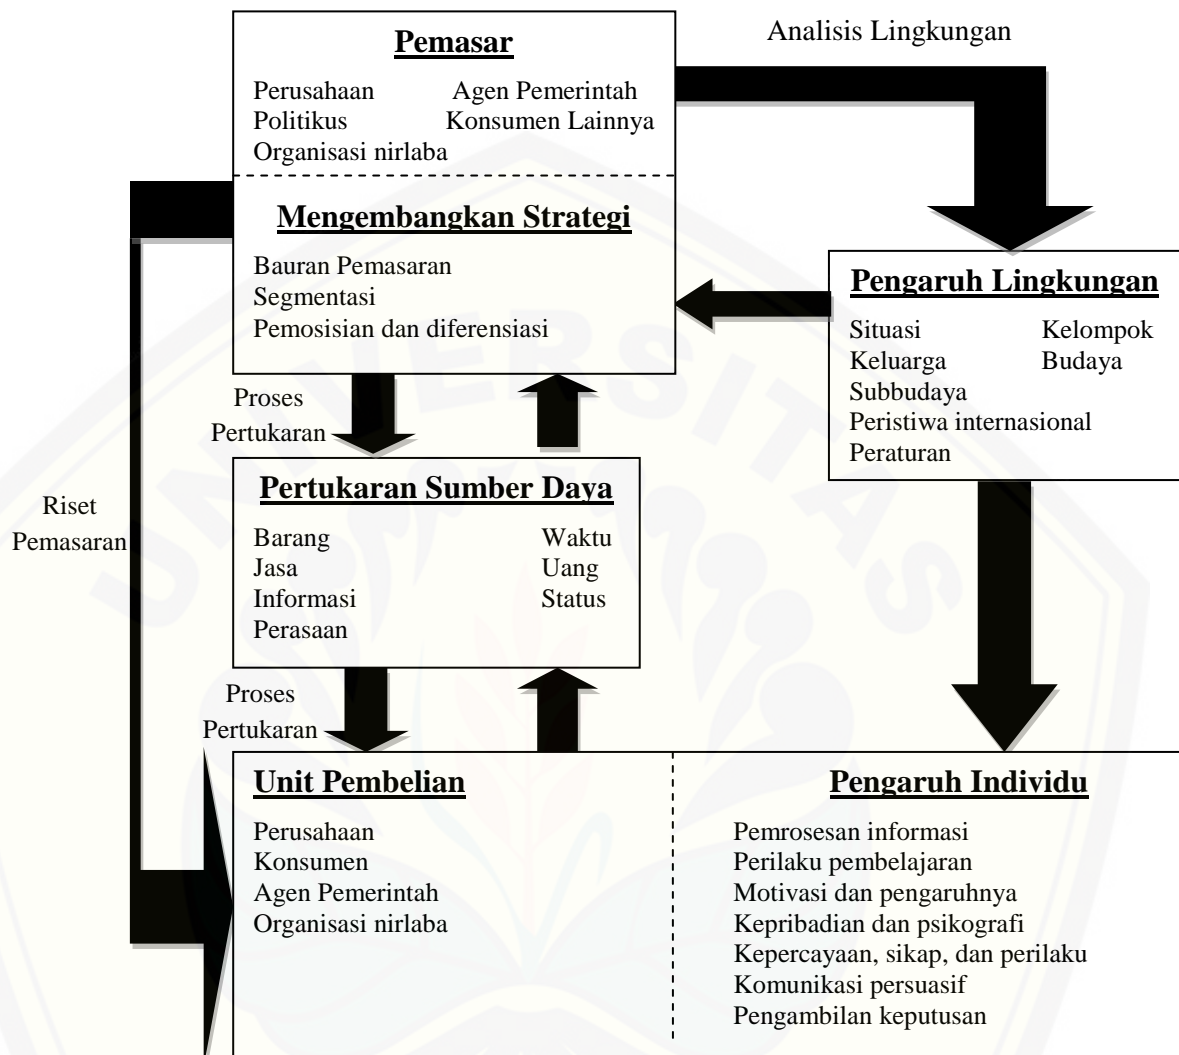 Pemasar
Analisis Lingkungan
Perusahaan Agen Pemerintah
Politikus Konsumen Lainnya
Organisasi nirlaba
Mengembangkan Strategi
Bauran Pemasaran
Segmentasi
Pemosisian dan diferensiasi
Pengaruh Lingkungan
Situasi Kelompok
Keluarga Budaya
Subbudaya
Peristiwa internasional
Peraturan
Proses
Pertukaran
Pertukaran Sumber Daya
Barang Waktu
Jasa Uang
Informasi Status
Perasaan
Riset
Pemasaran
Proses
Pertukaran
Unit Pembelian
Perusahaan
Konsumen
Agen Pemerintah
Organisasi nirlaba
Pengaruh Individu
Pemrosesan informasi
Perilaku pembelajaran
Motivasi dan pengaruhnya
Kepribadian dan psikografi
Kepercayaan, sikap, dan perilaku
Komunikasi persuasif
Pengambilan keputusan
UNIVERSITAS